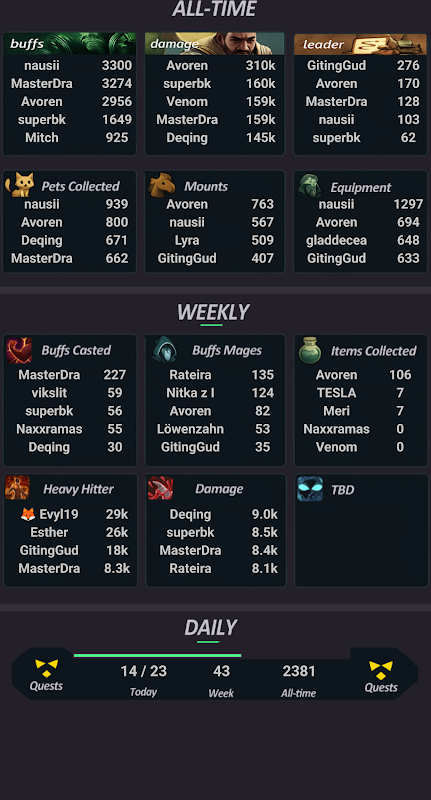 ALL-TIME
buffs
nausii 3300
MasterDra 3274
Avoren 2956
superbk 1649
Mitch 925
damage
Avoren 310k
superbk 160k
Venom 159k
MasterDra 159k
Deqing 145k
leader
GitingGud 276
Avoren 170
MasterDra 128
nausii 103
superbk 62
Pets Collected
nausii 939
Avoren 800
Deqing 671
MasterDra 662
Mounts
Avoren 763
nausii 567
Lyra 509
GitingGud 407
Equipment
nausii 1297
Avoren 694
gladdecea 648
GitingGud 633
WEEKLY
Buffs Casted
MasterDra 227
vikslit 59
superbk 56
Naxxramas 55
Deqing 30
Buffs Mages
Rateira 135
Nitka z I 124
Avoren 82
Löwenzahn 53
GitingGud 35
Items Collected
Avoren 106
TESLA 7
Meri 7
Naxxramas 0
Venom 0
Heavy Hitter
🦊 Evyl19 29k
Esther 26k
GitingGud 18k
MasterDra 8.3k
Damage
Deqing 9.0k
superbk 8.5k
MasterDra 8.4k
Rateira 8.1k
TBD
DAILY
Quests
14 / 23
Today
43
Week
2381
All-time
Quests